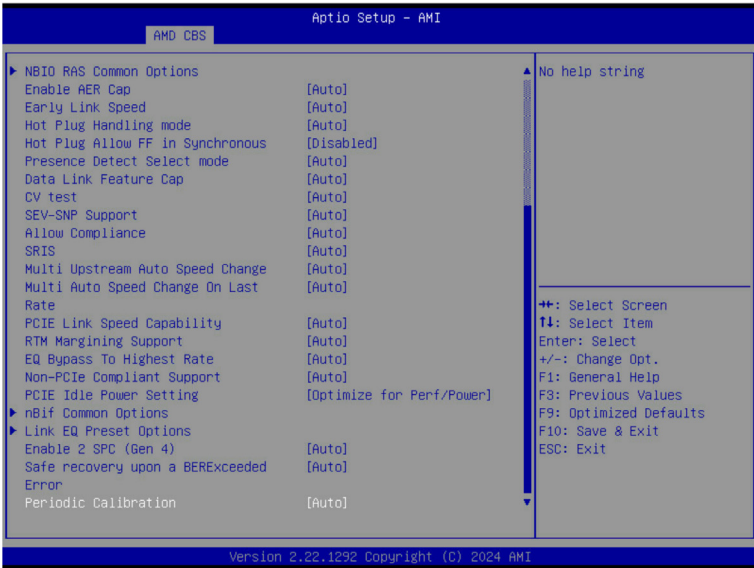 Aptio Setup – AMI
AMD CBS
▶ NBIO RAS Common Options
Enable AER Cap [Auto]
Early Link Speed [Auto]
Hot Plug Handling mode [Auto]
Hot Plug Allow FF in Synchronous [Disabled]
Presence Detect Select mode [Auto]
Data Link Feature Cap [Auto]
CV test [Auto]
SEV-SNP Support [Auto]
Allow Compliance [Auto]
SRIS [Auto]
Multi Upstream Auto Speed Change [Auto]
Multi Auto Speed Change On Last [Auto]
Rate
PCIE Link Speed Capability [Auto]
RTM Margining Support [Auto]
EQ Bypass To Highest Rate [Auto]
Non-PCIe Compliant Support [Auto]
PCIE Idle Power Setting [Optimize for Perf/Power]
▶ nBif Common Options
▶ Link EQ Preset Options
Enable 2 SPC (Gen 4) [Auto]
Safe recovery upon a BERExceeded [Auto]
Error
Periodic Calibration [Auto]
No help string
→←: Select Screen
↑↓: Select Item
Enter: Select
+/-: Change Opt.
F1: General Help
F3: Previous Values
F9: Optimized Defaults
F10: Save & Exit
ESC: Exit
Version 2.22.1292 Copyright (C) 2024 AMI